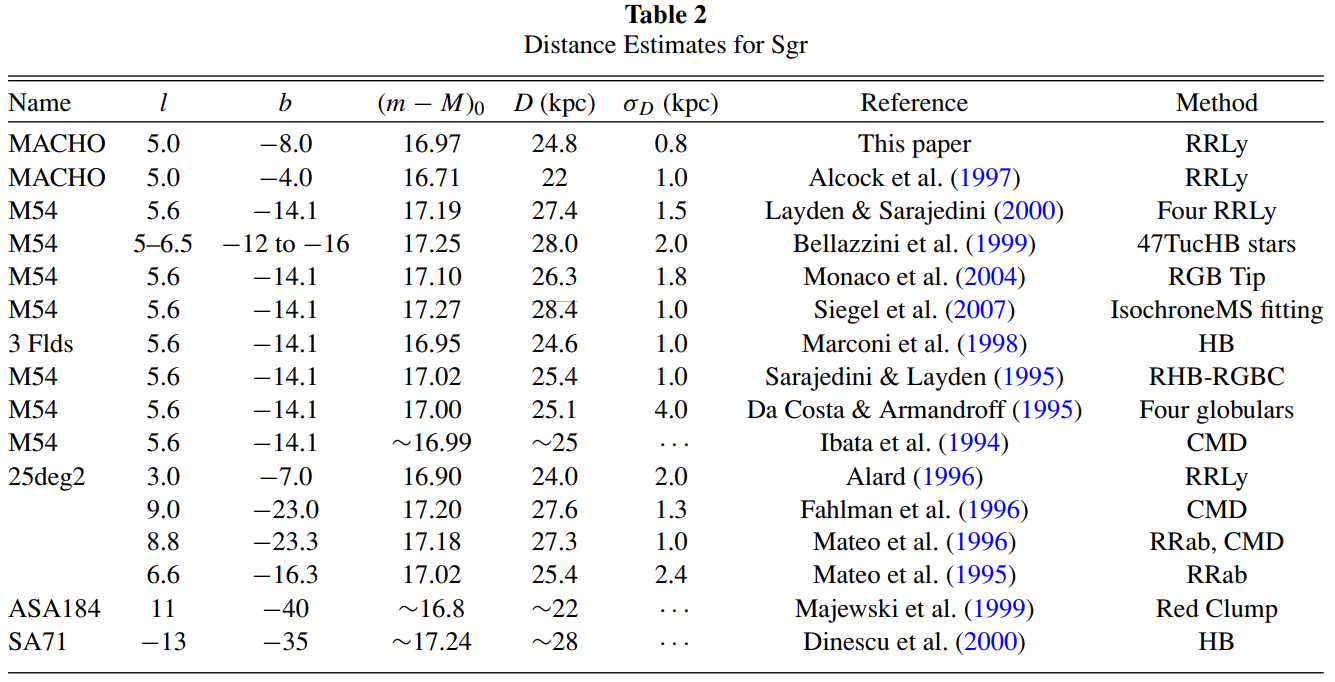 Table 2
Distance Estimates for Sgr
Name l b (m − M)0 D (kpc) σD (kpc) Reference Method
MACHO 5.0 −8.0 16.97 24.8 0.8 This paper RRLy
MACHO 5.0 −4.0 16.71 22 1.0 Alcock et al. (1997) RRLy
M54 5.6 −14.1 17.19 27.4 1.5 Layden & Sarajedini (2000) Four RRLy
M54 5–6.5 −12 to −16 17.25 28.0 2.0 Bellazzini et al. (1999) 47TucHB stars
M54 5.6 −14.1 17.10 26.3 1.8 Monaco et al. (2004) RGB Tip
M54 5.6 −14.1 17.27 28.4 1.0 Siegel et al. (2007) IsochroneMS fitting
3 Flds 5.6 −14.1 16.95 24.6 1.0 Marconi et al. (1998) HB
M54 5.6 −14.1 17.02 25.4 1.0 Sarajedini & Layden (1995) RHB-RGBC
M54 5.6 −14.1 17.00 25.1 4.0 Da Costa & Armandroff (1995) Four globulars
M54 5.6 −14.1 ∼16.99 ∼25 · · · Ibata et al. (1994) CMD
25deg2 3.0 −7.0 16.90 24.0 2.0 Alard (1996) RRLy
9.0 −23.0 17.20 27.6 1.3 Fahlman et al. (1996) CMD
8.8 −23.3 17.18 27.3 1.0 Mateo et al. (1996) RRab, CMD
6.6 −16.3 17.02 25.4 2.4 Mateo et al. (1995) RRab
ASA184 11 −40 ∼16.8 ∼22 · · · Majewski et al. (1999) Red Clump
SA71 −13 −35 ∼17.24 ∼28 · · · Dinescu et al. (2000) HB